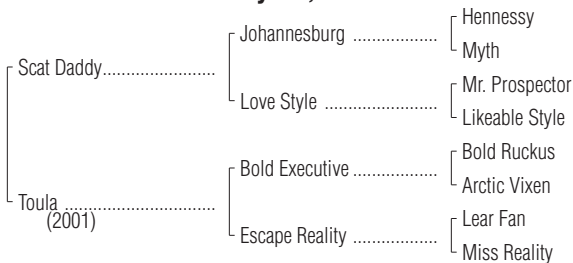 Hennessy
Johannesburg ..................
Myth
Scat Daddy........................
Mr. Prospector
Love Style ........................
Likeable Style
Bold Ruckus
Bold Executive ..................
Arctic Vixen
Toula ................................
(2001)
Lear Fan
Escape Reality ..................
Miss Reality